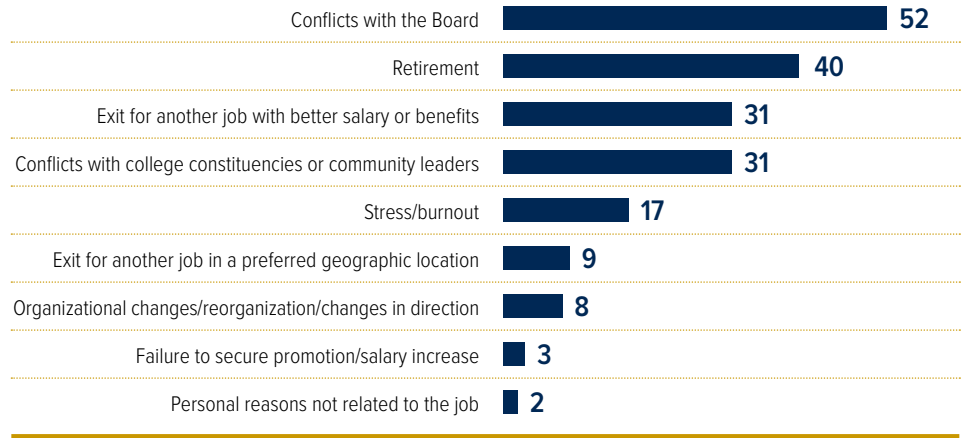 Conflicts with the Board 52
Retirement 40
Exit for another job with better salary or benefits 31
Conflicts with college constituencies or community leaders 31
Stress/burnout 17
Exit for another job in a preferred geographic location 9
Organizational changes/reorganization/changes in direction 8
Failure to secure promotion/salary increase 3
Personal reasons not related to the job 2